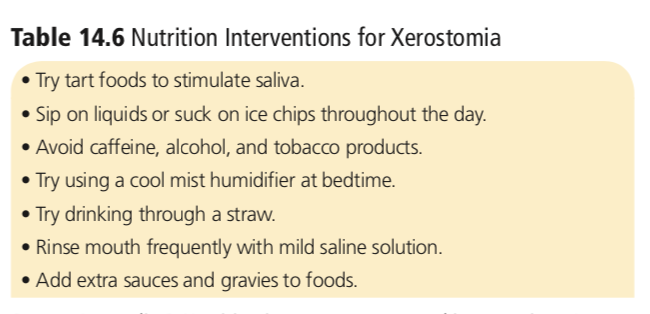 Table 14.6 Nutrition Interventions for Xerostomia
• Try tart foods to stimulate saliva.
• Sip on liquids or suck on ice chips throughout the day.
• Avoid caffeine, alcohol, and tobacco products.
• Try using a cool mist humidifier at bedtime.
• Try drinking through a straw.
• Rinse mouth frequently with mild saline solution.
• Add extra sauces and gravies to foods.